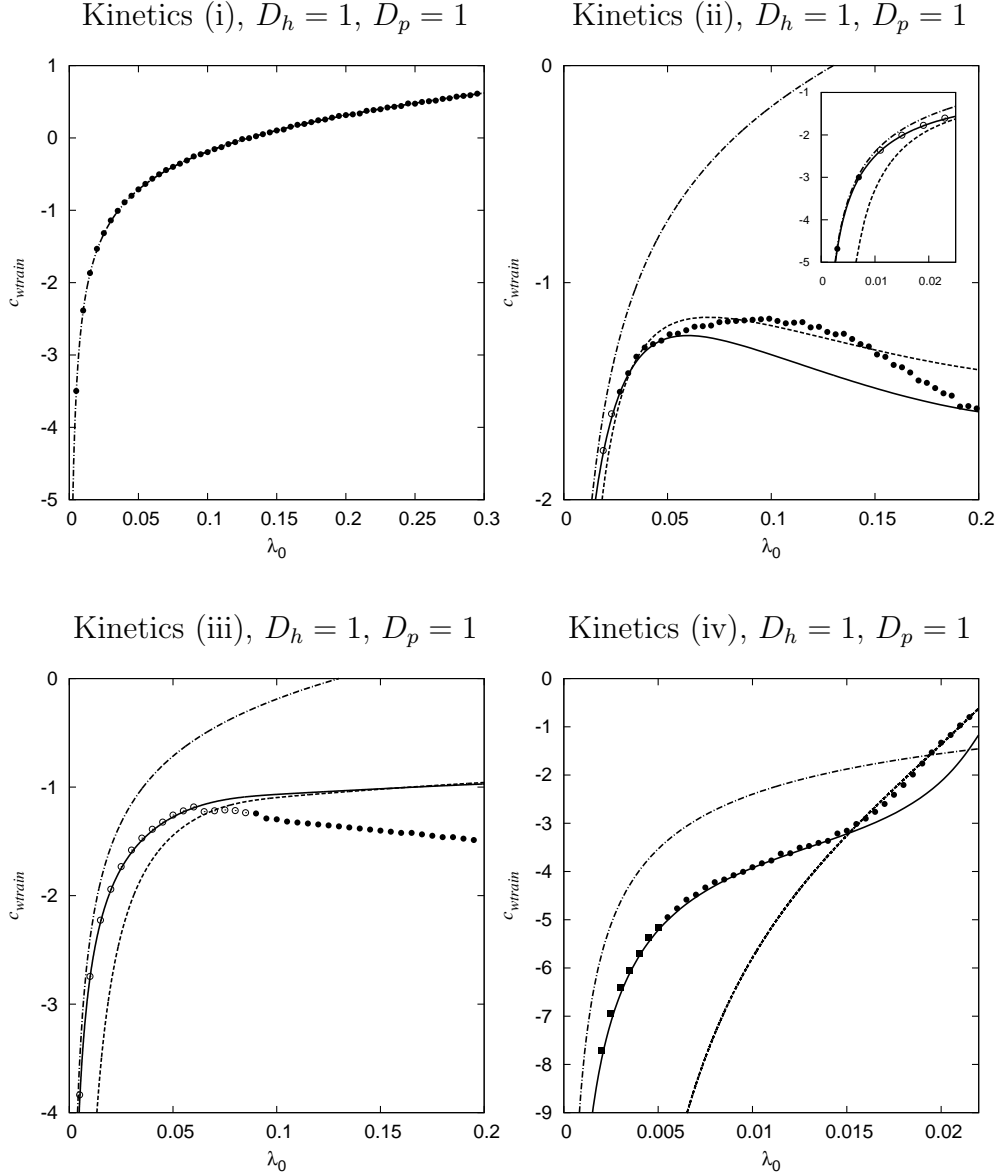 Kinetics (i), $D_h = 1$, $D_p = 1$
1
0
-1
-2
-3
-4
-5
c_wtrain
0 0.05 0.1 0.15 0.2 0.25 0.3
λ₀
Kinetics (ii), $D_h = 1$, $D_p = 1$
0
-1
-2
c_wtrain
0 0.05 0.1 0.15 0.2
λ₀
-1
-2
-3
-4
-5
0 0.01 0.02
Kinetics (iii), $D_h = 1$, $D_p = 1$
0
-1
-2
-3
-4
c_wtrain
0 0.05 0.1 0.15 0.2
λ₀
Kinetics (iv), $D_h = 1$, $D_p = 1$
0
-1
-2
-3
-4
-5
-6
-7
-8
-9
c_wtrain
0 0.005 0.01 0.015 0.02
λ₀